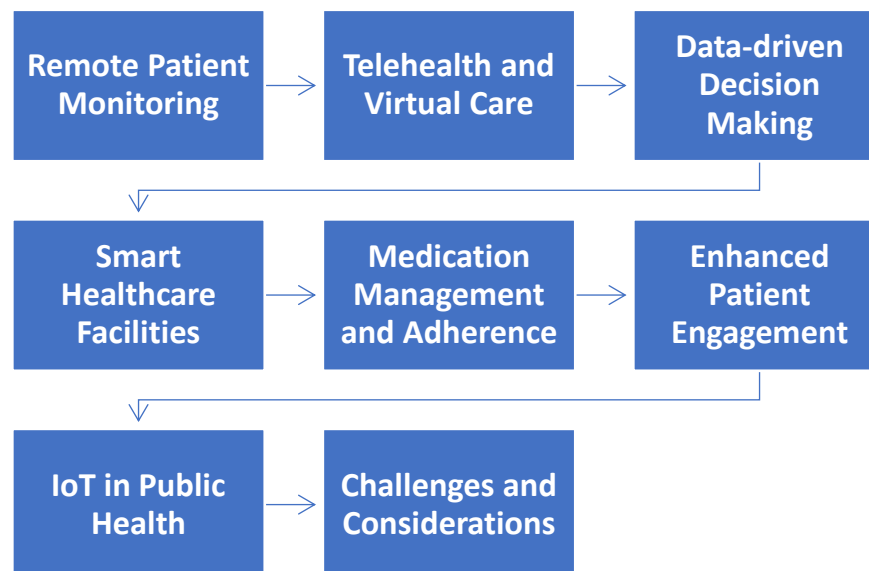 Remote Patient
Monitoring
Telehealth and
Virtual Care
Data-driven
Decision
Making
Smart
Healthcare
Facilities
Medication
Management
and Adherence
Enhanced
Patient
Engagement
IoT in Public
Health
Challenges and
Considerations